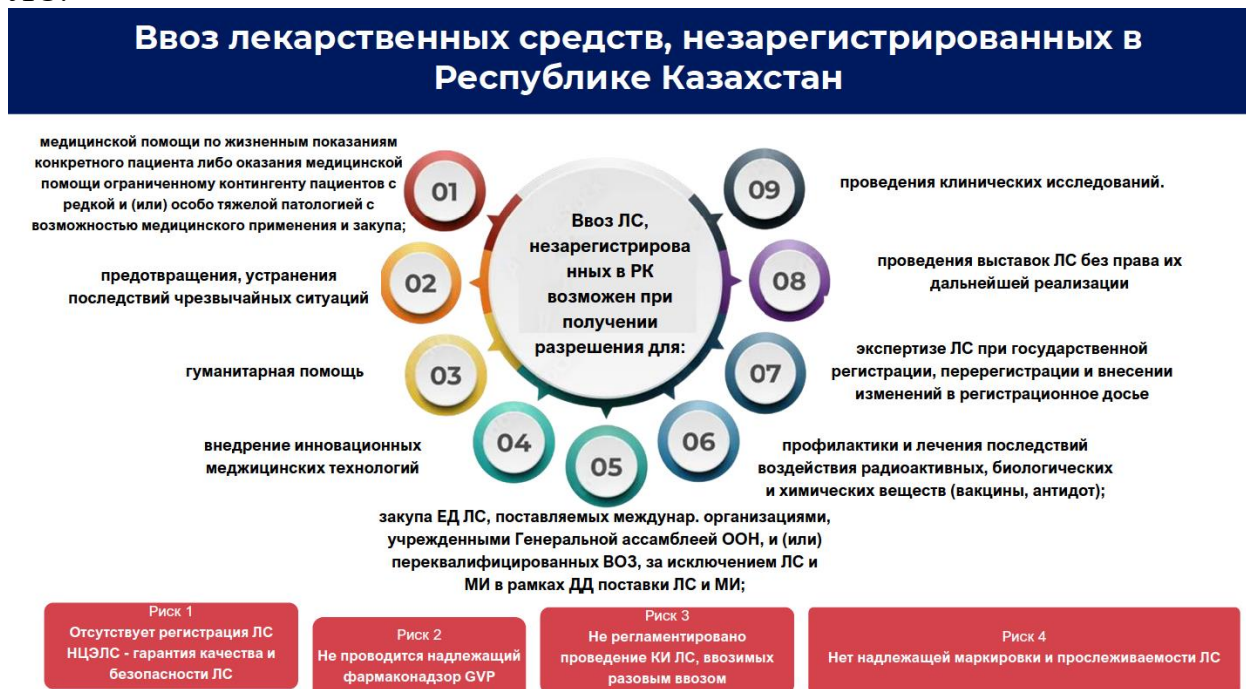 Ввоз лекарственных средств, незарегистрированных в
Республике Казахстан
медицинской помощи по жизненным показаниям
конкретного пациента либо оказания медицинской
помощи ограниченному контингенту пациентов с
редкой и (или) особо тяжелой патологией с
возможностью медицинского применения и закупа;
01
предотвращения, устранения
последствий чрезвычайных ситуаций
02
гуманитарная помощь
03
внедрение инновационных
меджицинских технологий
04
закупа ЕД ЛС, поставляемых междунар. организациями,
учрежденными Генеральной ассамблеей ООН, и (или)
переквалифицированных ВОЗ, за исключением ЛС и
МИ в рамках ДД поставки ЛС и МИ;
05
Ввоз ЛС,
незарегистрирова
нных в РК
возможен при
получении
разрешения для:
06
профилактики и лечения последствий
воздействия радиоактивных, биологических
и химических веществ (вакцины, антидот);
07
экспертизе ЛС при государственной
регистрации, перерегистрации и внесении
изменений в регистрационное досье
08
проведения выставок ЛС без права их
дальнейшей реализации
09
проведения клинических исследований.
Риск 1
Отсутствует регистрация ЛС
НЦЭЛС - гарантия качества и
безопасности ЛС
Риск 2
Не проводится надлежащий
фармаконадзор GVP
Риск 3
Не регламентировано
проведение КИ ЛС, ввозимых
разовым ввозом
Риск 4
Нет надлежащей маркировки и прослеживаемости ЛС